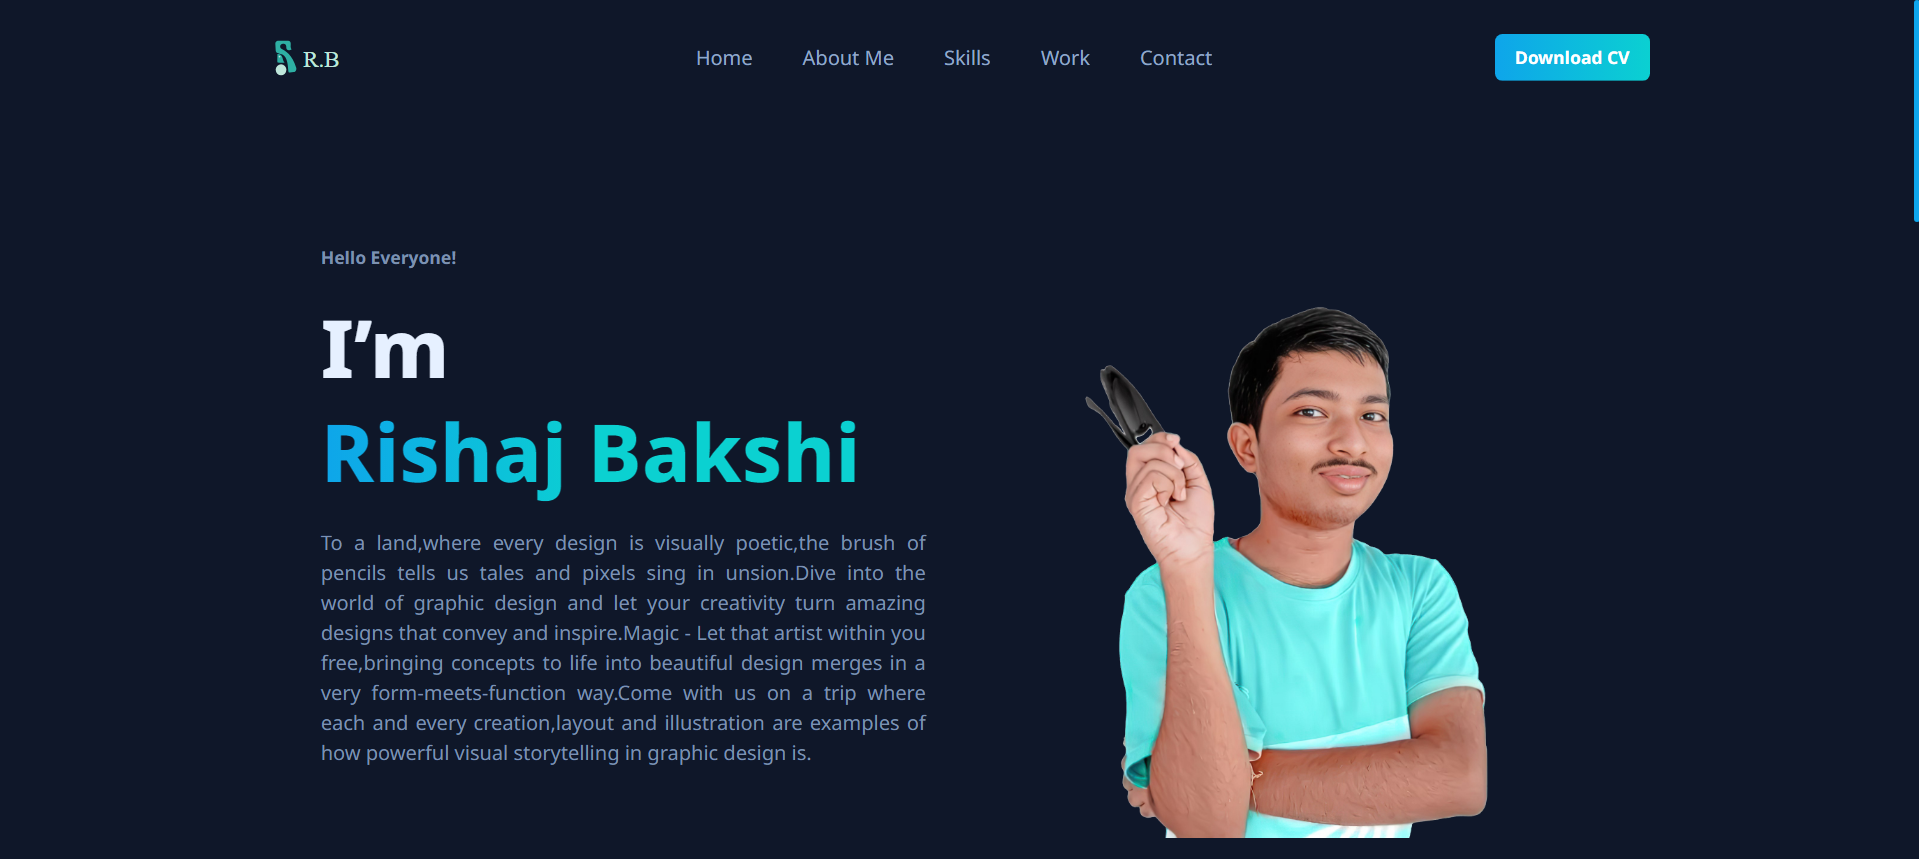 R.B
Home
About Me
Skills
Work
Contact
Download CV
Hello Everyone!
I’m
Rishaj Bakshi
To a land,where every design is visually poetic,the brush of
pencils tells us tales and pixels sing in unsion.Dive into the
world of graphic design and let your creativity turn amazing
designs that convey and inspire.Magic - Let that artist within you
free,bringing concepts to life into beautiful design merges in a
very form-meets-function way.Come with us on a trip where
each and every creation,layout and illustration are examples of
how powerful visual storytelling in graphic design is.